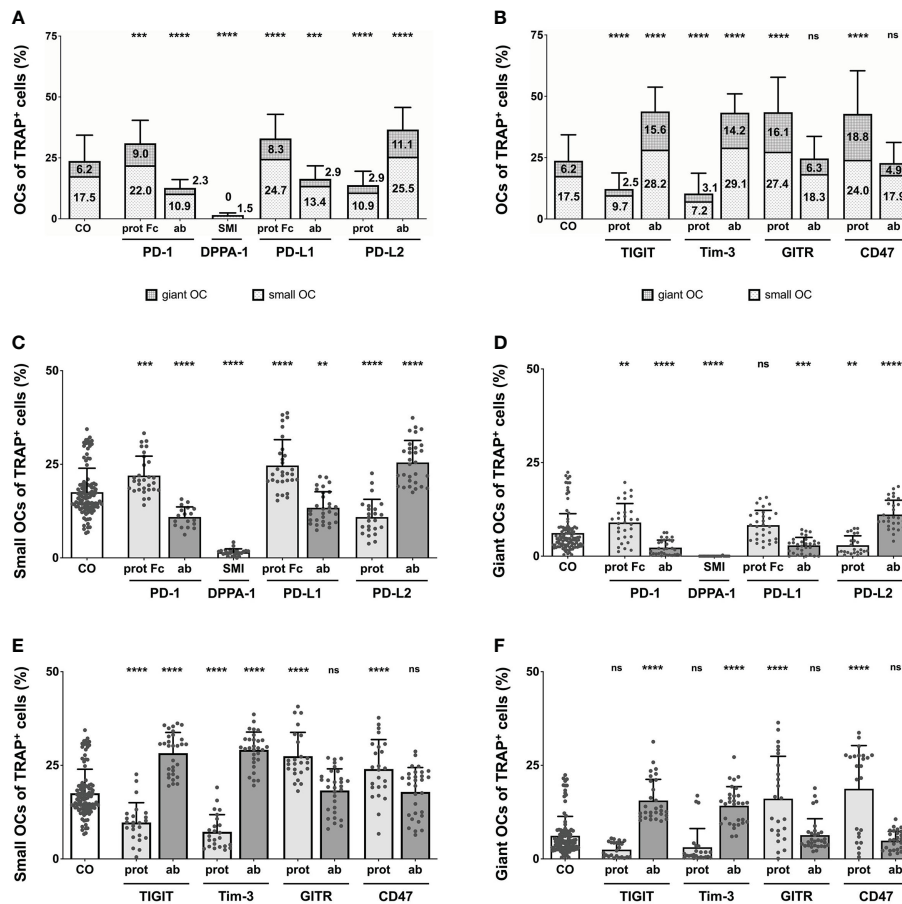 A
OCs of TRAP⁺ cells (%)
75
50
25
0
*** **** **** **** *** **** ****
6.2 9.0 2.3 0 8.3 2.9 2.9 11.1
17.5 22.0 10.9 1.5 24.7 13.4 10.9 25.5
CO prot Fc ab SMI prot Fc ab prot ab
PD-1 DPPA-1 PD-L1 PD-L2
giant OC small OC
B
OCs of TRAP⁺ cells (%)
75
50
25
0
**** **** **** **** **** ns **** ns
6.2 2.5 15.6 3.1 14.2 16.1 6.3 18.8 4.9
17.5 9.7 28.2 7.2 29.1 27.4 18.3 24.0 17.9
CO prot ab prot ab prot ab prot ab
TIGIT Tim-3 GITR CD47
giant OC small OC
C
Small OCs of TRAP⁺ cells (%)
50
25
0
*** **** **** **** ** **** ****
CO prot Fc ab SMI prot Fc ab prot ab
PD-1 DPPA-1 PD-L1 PD-L2
D
Giant OCs of TRAP⁺ cells (%)
50
25
0
** **** **** ns *** ** ****
CO prot Fc ab SMI prot Fc ab prot ab
PD-1 DPPA-1 PD-L1 PD-L2
E
Small OCs of TRAP⁺ cells (%)
50
25
0
**** **** **** **** **** ns **** ns
CO prot ab prot ab prot ab prot ab
TIGIT Tim-3 GITR CD47
F
Giant OCs of TRAP⁺ cells (%)
50
25
0
ns **** ns **** **** ns **** ns
CO prot ab prot ab prot ab prot ab
TIGIT Tim-3 GITR CD47